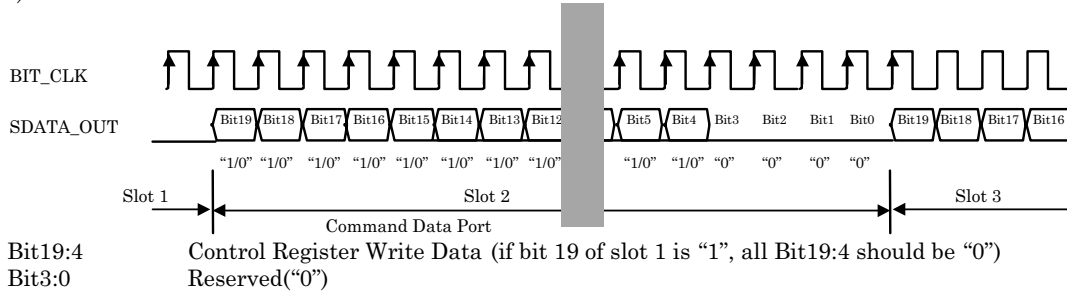 BIT_CLK
SDATA_OUT
Bit19 Bit18 Bit17 Bit16 Bit15 Bit14 Bit13 Bit12 Bit5 Bit4 Bit3 Bit2 Bit1 Bit0 Bit19 Bit18 Bit17 Bit16
“1/0” “1/0” “1/0” “1/0” “1/0” “1/0” “1/0” “1/0” “1/0” “1/0” “0” “0” “0” “0”
Slot 1 Slot 2 Slot 3
Command Data Port
Bit19:4 Control Register Write Data (if bit 19 of slot 1 is “1”, all Bit19:4 should be “0”)
Bit3:0 Reserved(“0”)